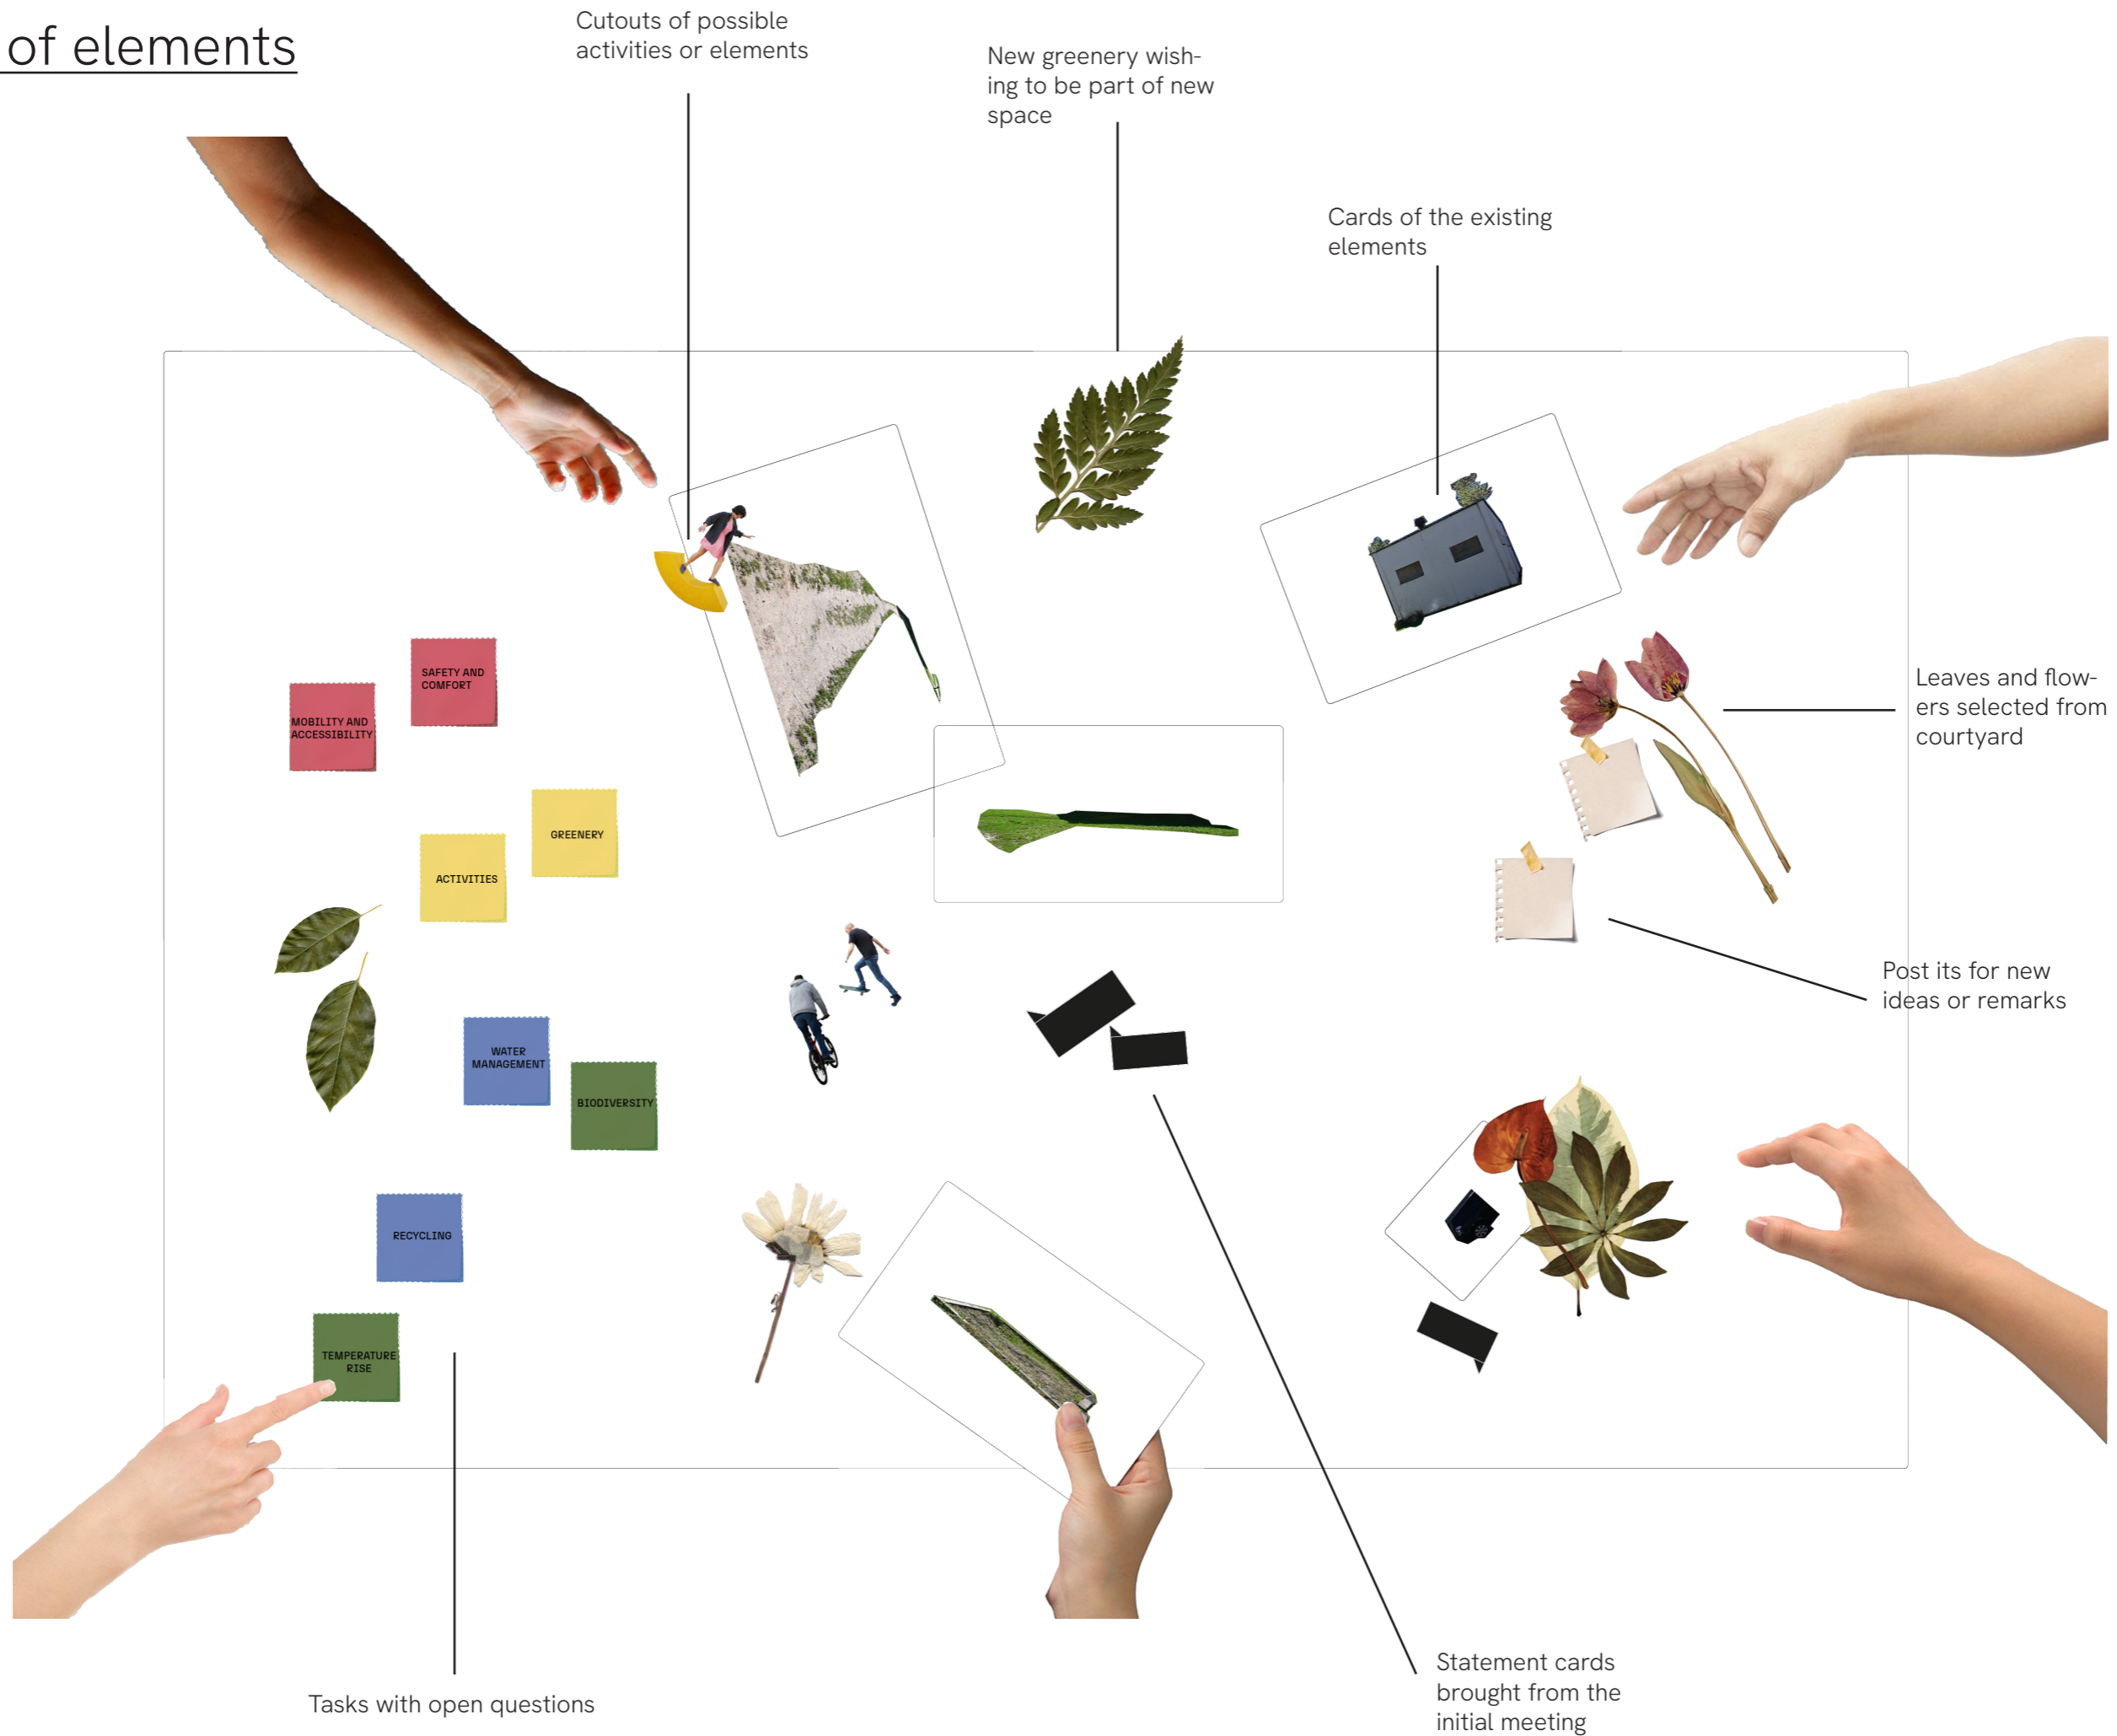 of elements
Cutouts of possible
activities or elements
New greenery wish-
ing to be part of new
space
Cards of the existing
elements
SAFETY AND
COMFORT
MOBILITY AND
ACCESSIBILITY
GREENERY
ACTIVITIES
WATER
MANAGEMENT
BIODIVERSITY
RECYCLING
TEMPERATURE
RISE
Leaves and flow-
ers selected from
courtyard
Post its for new
ideas or remarks
Tasks with open questions
Statement cards
brought from the
initial meeting